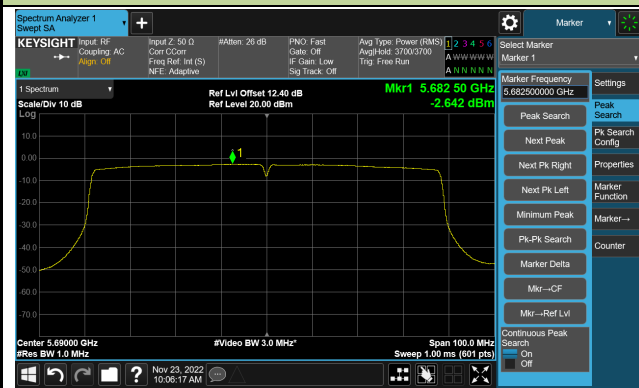 Spectrum Analyzer 1
Swept SA
Marker
KEYSIGHT
Input: RF
Coupling: AC
Align: Off
Input Z: 50 Ω
Corr CCorr
Freq Ref: Int (S)
NFE: Adaptive
#Atten: 26 dB
PNO: Fast
Gate: Off
IF Gain: Low
Sig Track: Off
Avg Type: Power (RMS)
Avg|Hold: 3700/3700
Trig: Free Run
1 2 3 4 5 6
A W W W W W
A N N N N N
LXI
Select Marker
Marker 1
1 Spectrum
Scale/Div 10 dB
Log
Ref Lvl Offset 12.40 dB
Ref Level 20.00 dBm
Mkr1 5.682 50 GHz
-2.642 dBm
10.0
0.00
-10.0
-20.0
-30.0
-40.0
-50.0
-60.0
-70.0
1
Center 5.69000 GHz
#Res BW 1.0 MHz
#Video BW 3.0 MHz*
Span 100.0 MHz
Sweep 1.00 ms (601 pts)
Marker Frequency
5.682500000 GHz
Peak Search
Next Peak
Next Pk Right
Next Pk Left
Minimum Peak
Pk-Pk Search
Marker Delta
Mkr→CF
Mkr→Ref Lvl
Continuous Peak
Search
On
Off
Settings
Peak
Search
Pk Search
Config
Properties
Marker
Function
Marker→
Counter
?
Nov 23, 2022
10:06:17 AM